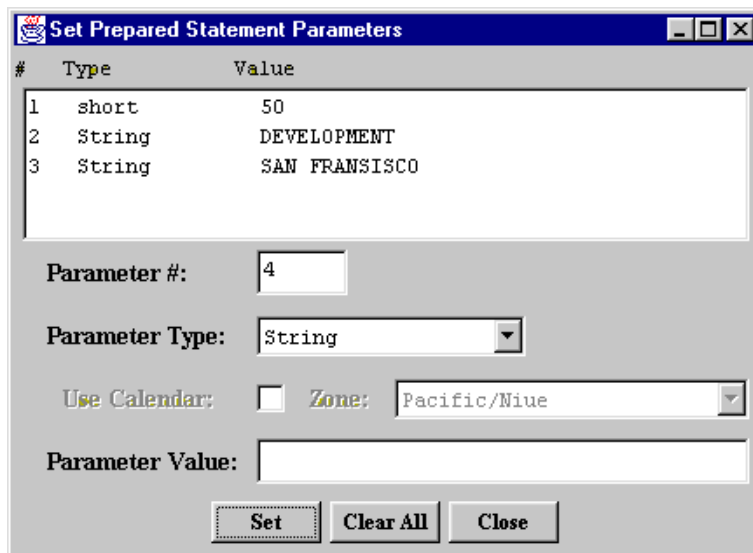 Set Prepared Statement Parameters
# Type Value
1 short 50
2 String DEVELOPMENT
3 String SAN FRANSISCO
Parameter #: 4
Parameter Type: String
Use Calendar: Zone: Pacific/Niue
Parameter Value:
Set Clear All Close